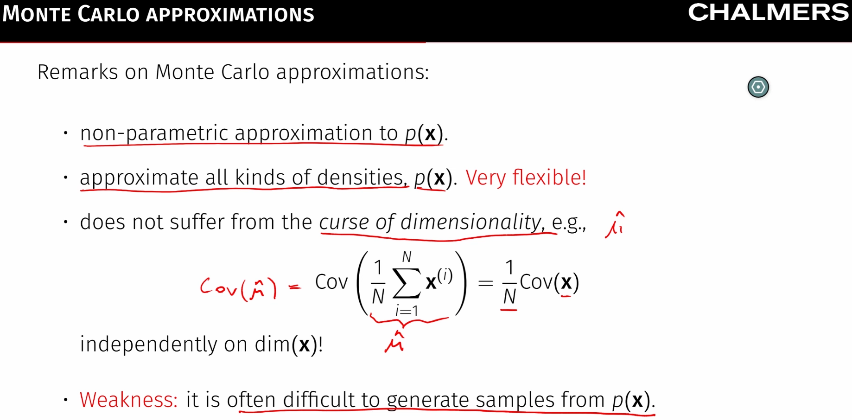 MONTE CARLO APPROXIMATIONS CHALMERS
Remarks on Monte Carlo approximations:
· non-parametric approximation to p(x).
· approximate all kinds of densities, p(x). Very flexible!
· does not suffer from the curse of dimensionality, e.g., μ̂
Cov(μ̂) = Cov(1/N ∑_{i=1}^{N} x^{(i)}) = 1/N Cov(x)
independently on dim(x)! μ̂
· Weakness: it is often difficult to generate samples from p(x).